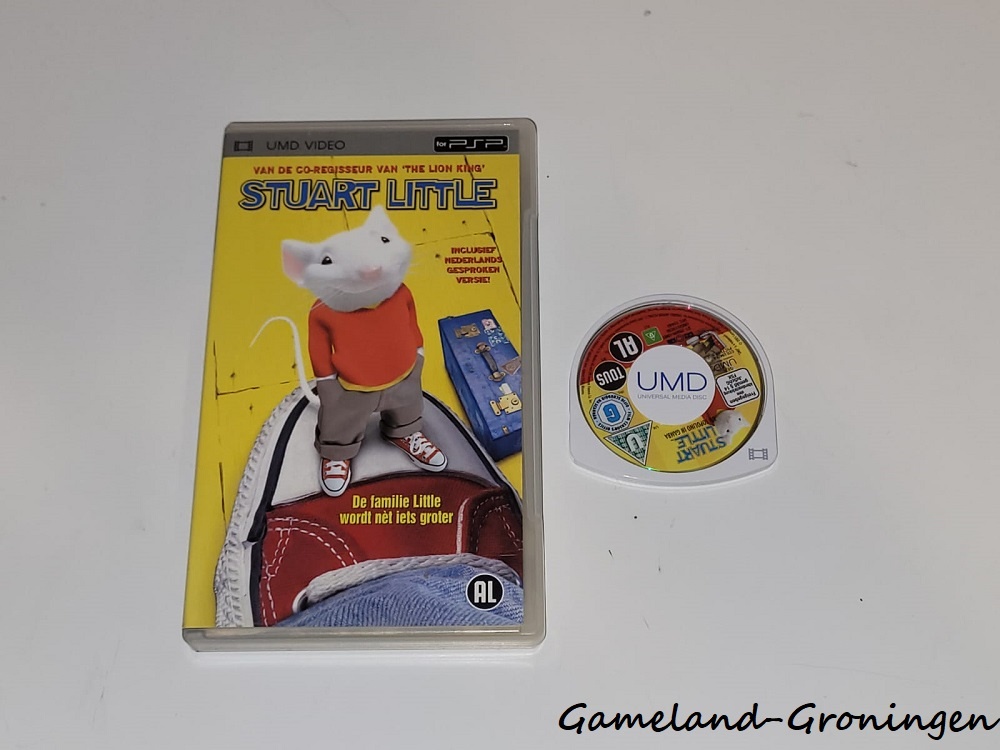 UMD VIDEO
for PSP
VAN DE CO-REGISSEUR VAN 'THE LION KING'
STUART LITTLE
INCLUSIEF
NEDERLANDS
GESPROKEN
VERSIE!
De familie Little
wordt nèt iets groter
AL
AL
TOUS
UMD
UNIVERSAL MEDIA DISC
G
U
STUART
LITTLE
Gameland-Groningen